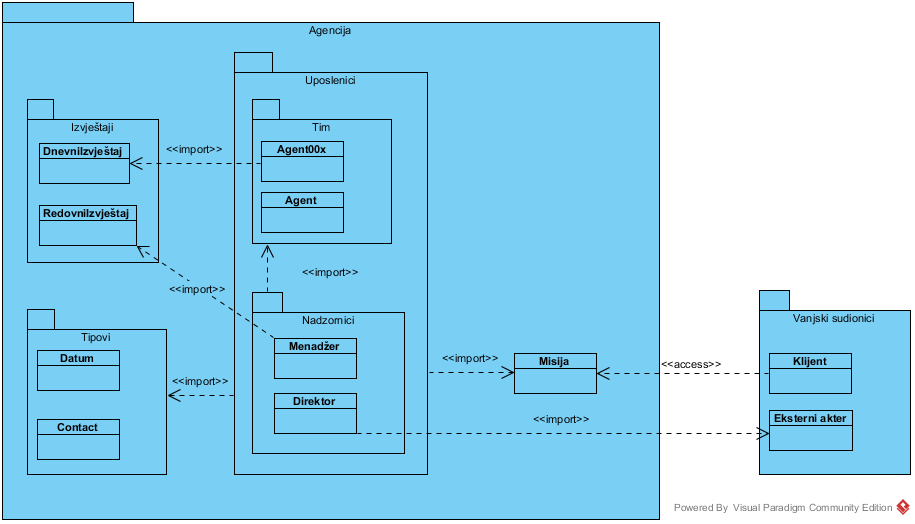 Agencija
Uposlenici
Izvještaji
Tim
DnevniIzvještaj
<<import>>
Agent00x
Agent
RedovniIzvještaj
<<import>>
<<import>>
Nadzornici
Vanjski sudionici
Tipovi
Menadžer
Datum
<<import>>
Misija
<<access>>
Klijent
<<import>>
Direktor
<<import>>
Eksterni akter
Contact
Powered By Visual Paradigm Community Edition